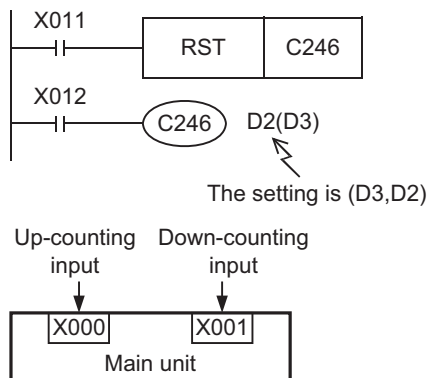 X011
RST C246
X012
C246 D2(D3)
The setting is (D3,D2)
Up-counting Down-counting
input input
X000 X001
Main unit